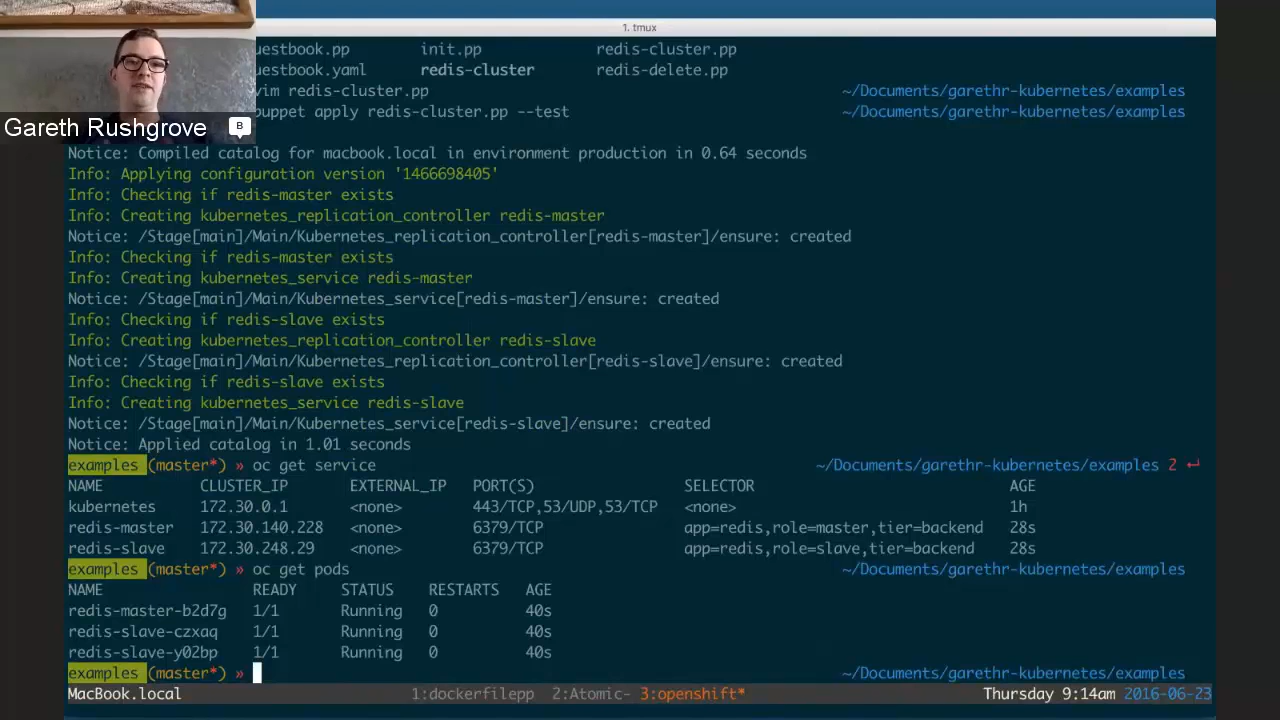 1. tmux
uestbook.pp init.pp redis-cluster.pp
uestbook.yaml redis-cluster redis-delete.pp
vim redis-cluster.pp ~/Documents/garethr-kubernetes/examples
puppet apply redis-cluster.pp --test ~/Documents/garethr-kubernetes/examples
Gareth Rushgrove B
Notice: Compiled catalog for macbook.local in environment production in 0.64 seconds
Info: Applying configuration version '1466698405'
Info: Checking if redis-master exists
Info: Creating kubernetes_replication_controller redis-master
Notice: /Stage[main]/Main/Kubernetes_replication_controller[redis-master]/ensure: created
Info: Checking if redis-master exists
Info: Creating kubernetes_service redis-master
Notice: /Stage[main]/Main/Kubernetes_service[redis-master]/ensure: created
Info: Checking if redis-slave exists
Info: Creating kubernetes_replication_controller redis-slave
Notice: /Stage[main]/Main/Kubernetes_replication_controller[redis-slave]/ensure: created
Info: Checking if redis-slave exists
Info: Creating kubernetes_service redis-slave
Notice: /Stage[main]/Main/Kubernetes_service[redis-slave]/ensure: created
Notice: Applied catalog in 1.01 seconds
examples (master*) » oc get service ~/Documents/garethr-kubernetes/examples 2 ↵
NAME CLUSTER_IP EXTERNAL_IP PORT(S) SELECTOR AGE
kubernetes 172.30.0.1 <none> 443/TCP,53/UDP,53/TCP <none> 1h
redis-master 172.30.140.228 <none> 6379/TCP app=redis,role=master,tier=backend 28s
redis-slave 172.30.248.29 <none> 6379/TCP app=redis,role=slave,tier=backend 28s
examples (master*) » oc get pods ~/Documents/garethr-kubernetes/examples
NAME READY STATUS RESTARTS AGE
redis-master-b2d7g 1/1 Running 0 40s
redis-slave-czxaq 1/1 Running 0 40s
redis-slave-y02bp 1/1 Running 0 40s
examples (master*) » ~/Documents/garethr-kubernetes/examples
MacBook.local 1:dockerfilepp 2:Atomic- 3:openshift* Thursday 9:14am 2016-06-23